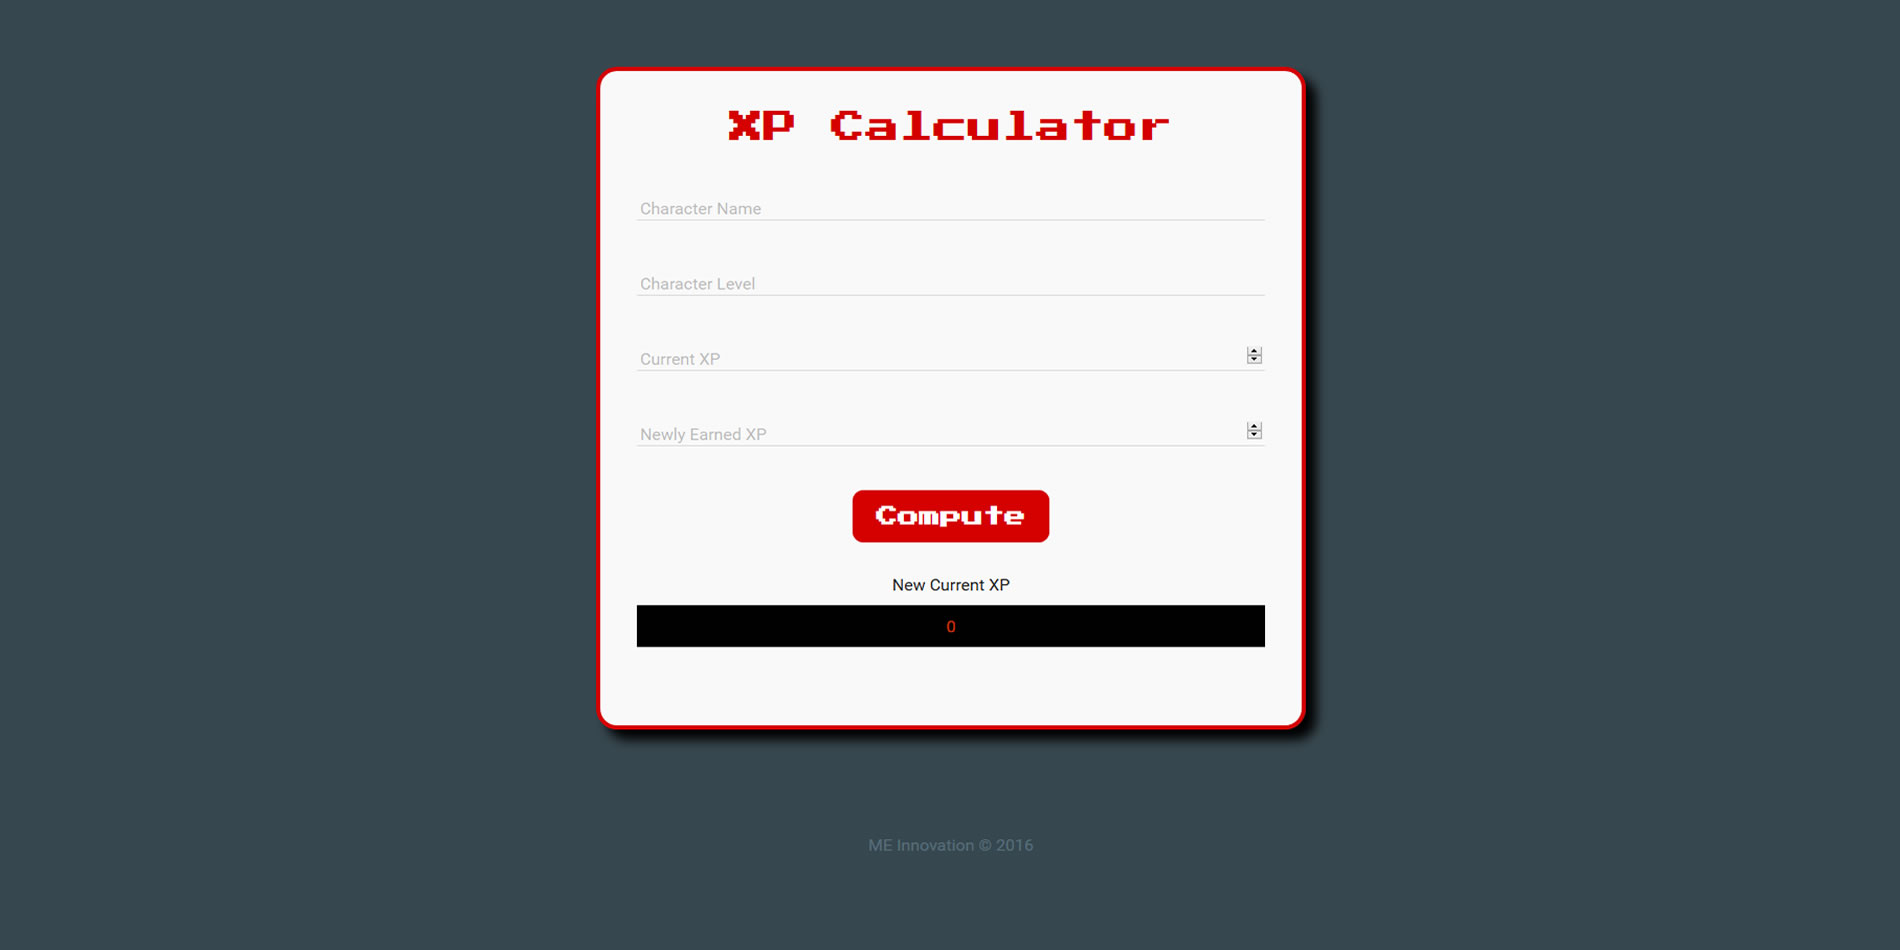 XP Calculator
Character Name
Character Level
Current XP
Newly Earned XP
Compute
New Current XP
0
ME Innovation © 2016